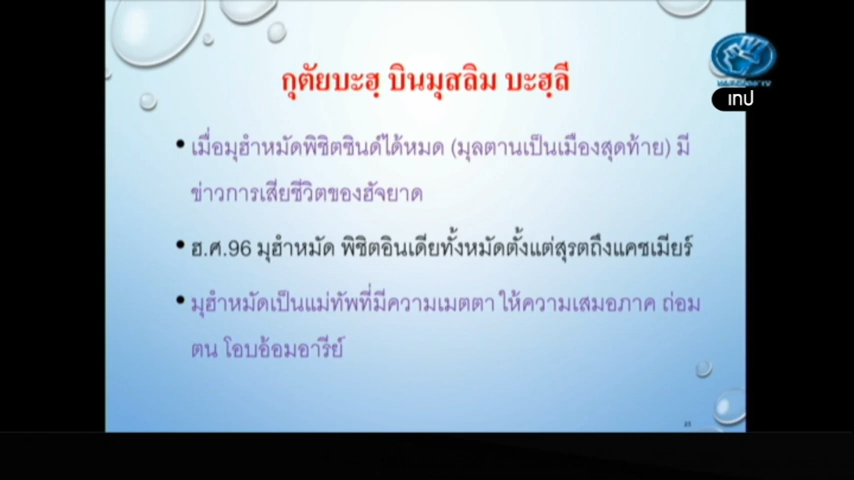 กุตัยบะฮฺ บินมุสลิม บะฮฺลี
เทป
• เมื่อมุฮำหมัดพิชิตซินด์ได้หมด (มุลตานเป็นเมืองสุดท้าย) มี
ข่าวการเสียชีวิตของฮัจยาด
• ฮ.ศ.96 มุฮำหมัด พิชิตอินเดียทั้งหมัดตั้งแต่สุรตถึงแคชเมียร์
• มุฮำหมัดเป็นแม่ทัพที่มีความเมตตา ให้ความเสมอภาค ถ่อม
ตน โอบอ้อมอารีย์